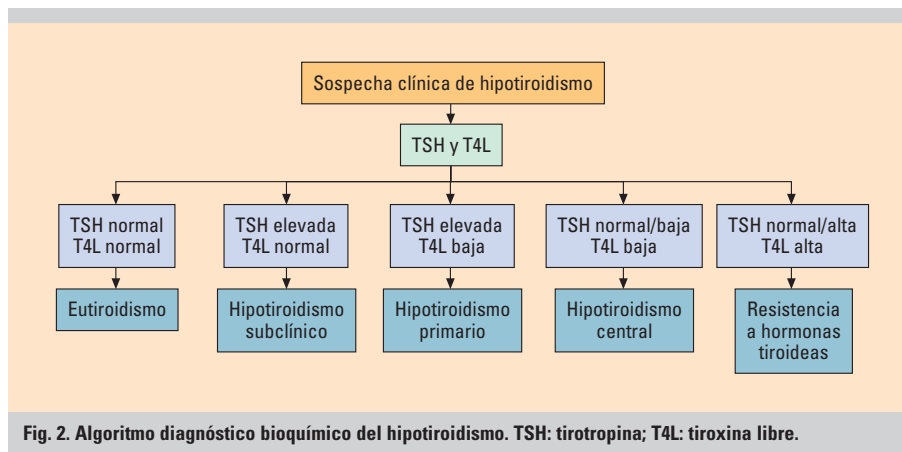 Sospecha clínica de hipotiroidismo
TSH y T4L
TSH normal
T4L normal
TSH elevada
T4L normal
TSH elevada
T4L baja
TSH normal/baja
T4L baja
TSH normal/alta
T4L alta
Eutiroidismo
Hipotiroidismo
subclínico
Hipotiroidismo
primario
Hipotiroidismo
central
Resistencia
a hormonas
tiroideas
Fig. 2. Algoritmo diagnóstico bioquímico del hipotiroidismo. TSH: tirotropina; T4L: tiroxina libre.